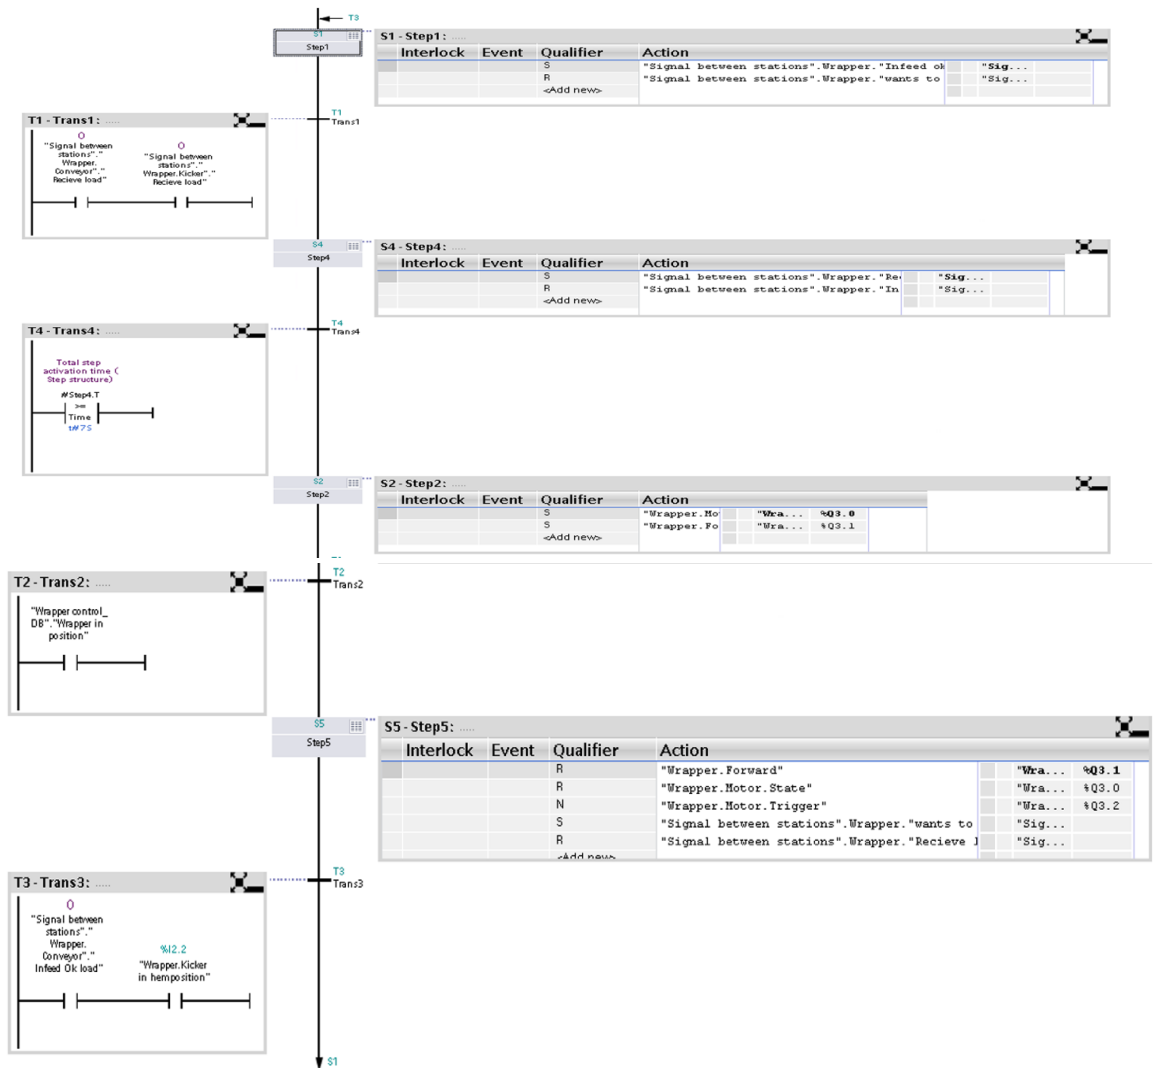 T3
S1
Step1
S1 - Step1: .....
Interlock Event Qualifier Action
S "Signal between stations".Wrapper."Infeed ok "Sig...
R "Signal between stations".Wrapper."wants to "Sig...
<Add new>
T1
Trans1
T1 - Trans1: .....
()
"Signal between
stations"."
Wrapper.
Conveyor"."
Recieve load"
()
"Signal between
stations"."
Wrapper.Kicker"."
Recieve load"
S4
Step4
S4 - Step4: .....
Interlock Event Qualifier Action
S "Signal between stations".Wrapper."Re "Sig...
R "Signal between stations".Wrapper."In "Sig...
<Add new>
T4
Trans4
T4 - Trans4: .....
Total step
activation time (
Step structure)
#Step4.T
>=
Time
t#7S
S2
Step2
S2 - Step2: .....
Interlock Event Qualifier Action
S "Wrapper.Mo "Wra... %Q3.0
S "Wrapper.Fo "Wra... %Q3.1
<Add new>
T2
Trans2
T2 - Trans2: .....
"Wrapper control_
DB"."Wrapper in
position"
S5
Step5
S5 - Step5: .....
Interlock Event Qualifier Action
R "Wrapper.Forward" "Wra... %Q3.1
R "Wrapper.Motor.State" "Wra... %Q3.0
N "Wrapper.Motor.Trigger" "Wra... %Q3.2
S "Signal between stations".Wrapper."wants to "Sig...
R "Signal between stations".Wrapper."Recieve l "Sig...
<Add new>
T3
Trans3
T3 - Trans3: .....
()
"Signal between
stations"."
Wrapper.
Conveyor"."
Infeed Ok load"
%I2.2
"Wrapper.Kicker
in hemposition"
S1